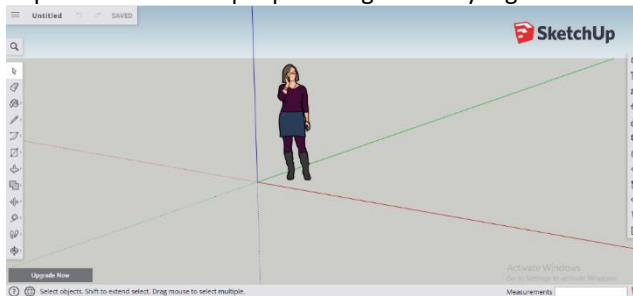 Untitled SAVED
SketchUp
Activate Windows
Go to Settings to activate Windows.
Upgrade Now
Select objects. Shift to extend select. Drag mouse to select multiple.
Measurements